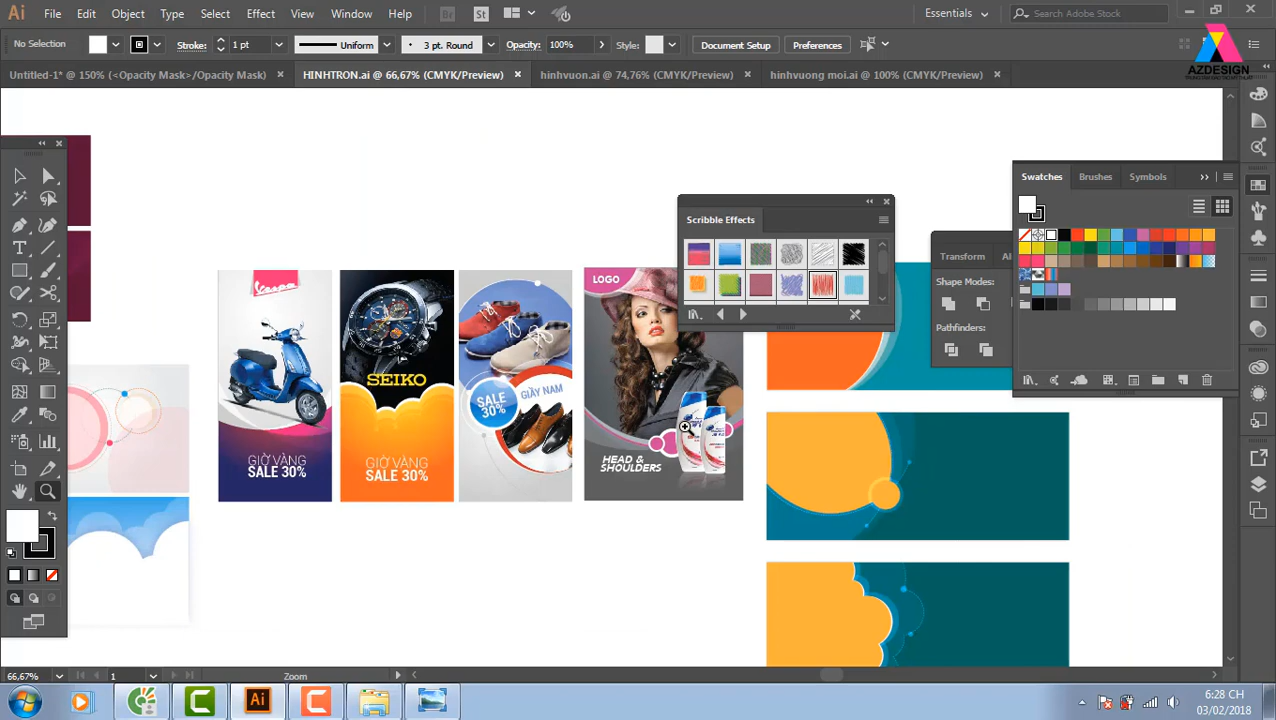 Ai File Edit Object Type Select Effect View Window Help Br St Essentials Search Adobe Stock
No Selection Stroke: 1 pt Uniform 3 pt. Round Opacity: 100% Style: Document Setup Preferences
AZDESIGN
Untitled-1* @ 150% (<Opacity Mask>/Opacity Mask) × HINHTRON.ai @ 66,67% (CMYK/Preview) × hinhvuon.ai @ 74,76% (CMYK/Preview) × hinhvuong moi.ai @ 100% (CMYK/Preview) ×
Swatches Brushes Symbols
Scribble Effects
Transform
Shape Modes:
Pathfinders:
Vespa
LOGO
SEIKO
GIÀY NAM
SALE
30%
GIỜ VÀNG
SALE 30%
GIỜ VÀNG
SALE 30%
HEAD &
SHOULDERS
66,67% 1 Zoom
Ai
6:28 CH
03/02/2018